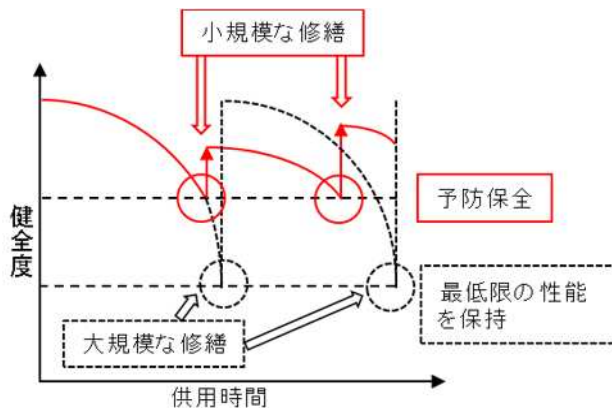 小規模な修繕
健全度
予防保全
最低限の性能
を保持
大規模な修繕
供用時間